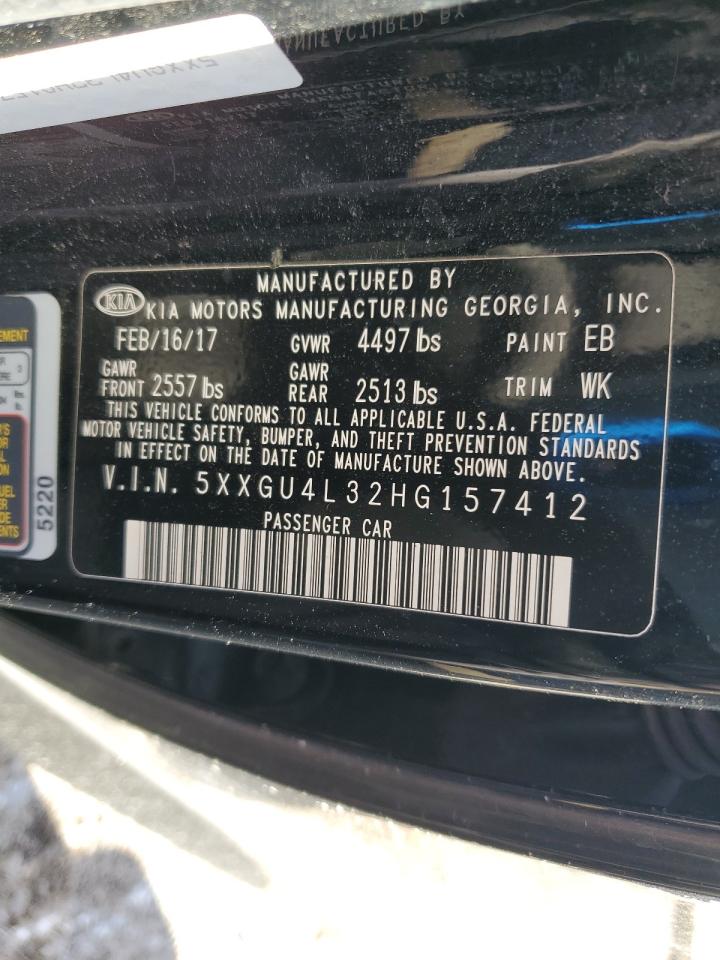 MANUFACTURED BY
KIA KIA MOTORS MANUFACTURING GEORGIA, INC.
FEB/16/17 GVWR 4497 lbs PAINT EB
GAWR FRONT 2557 lbs GAWR REAR 2513 lbs TRIM WK
THIS VEHICLE CONFORMS TO ALL APPLICABLE U.S.A. FEDERAL
MOTOR VEHICLE SAFETY, BUMPER, AND THEFT PREVENTION STANDARDS
IN EFFECT ON THE DATE OF MANUFACTURE SHOWN ABOVE.
V.I.N. 5XXGU4L32HG157412
PASSENGER CAR
5220